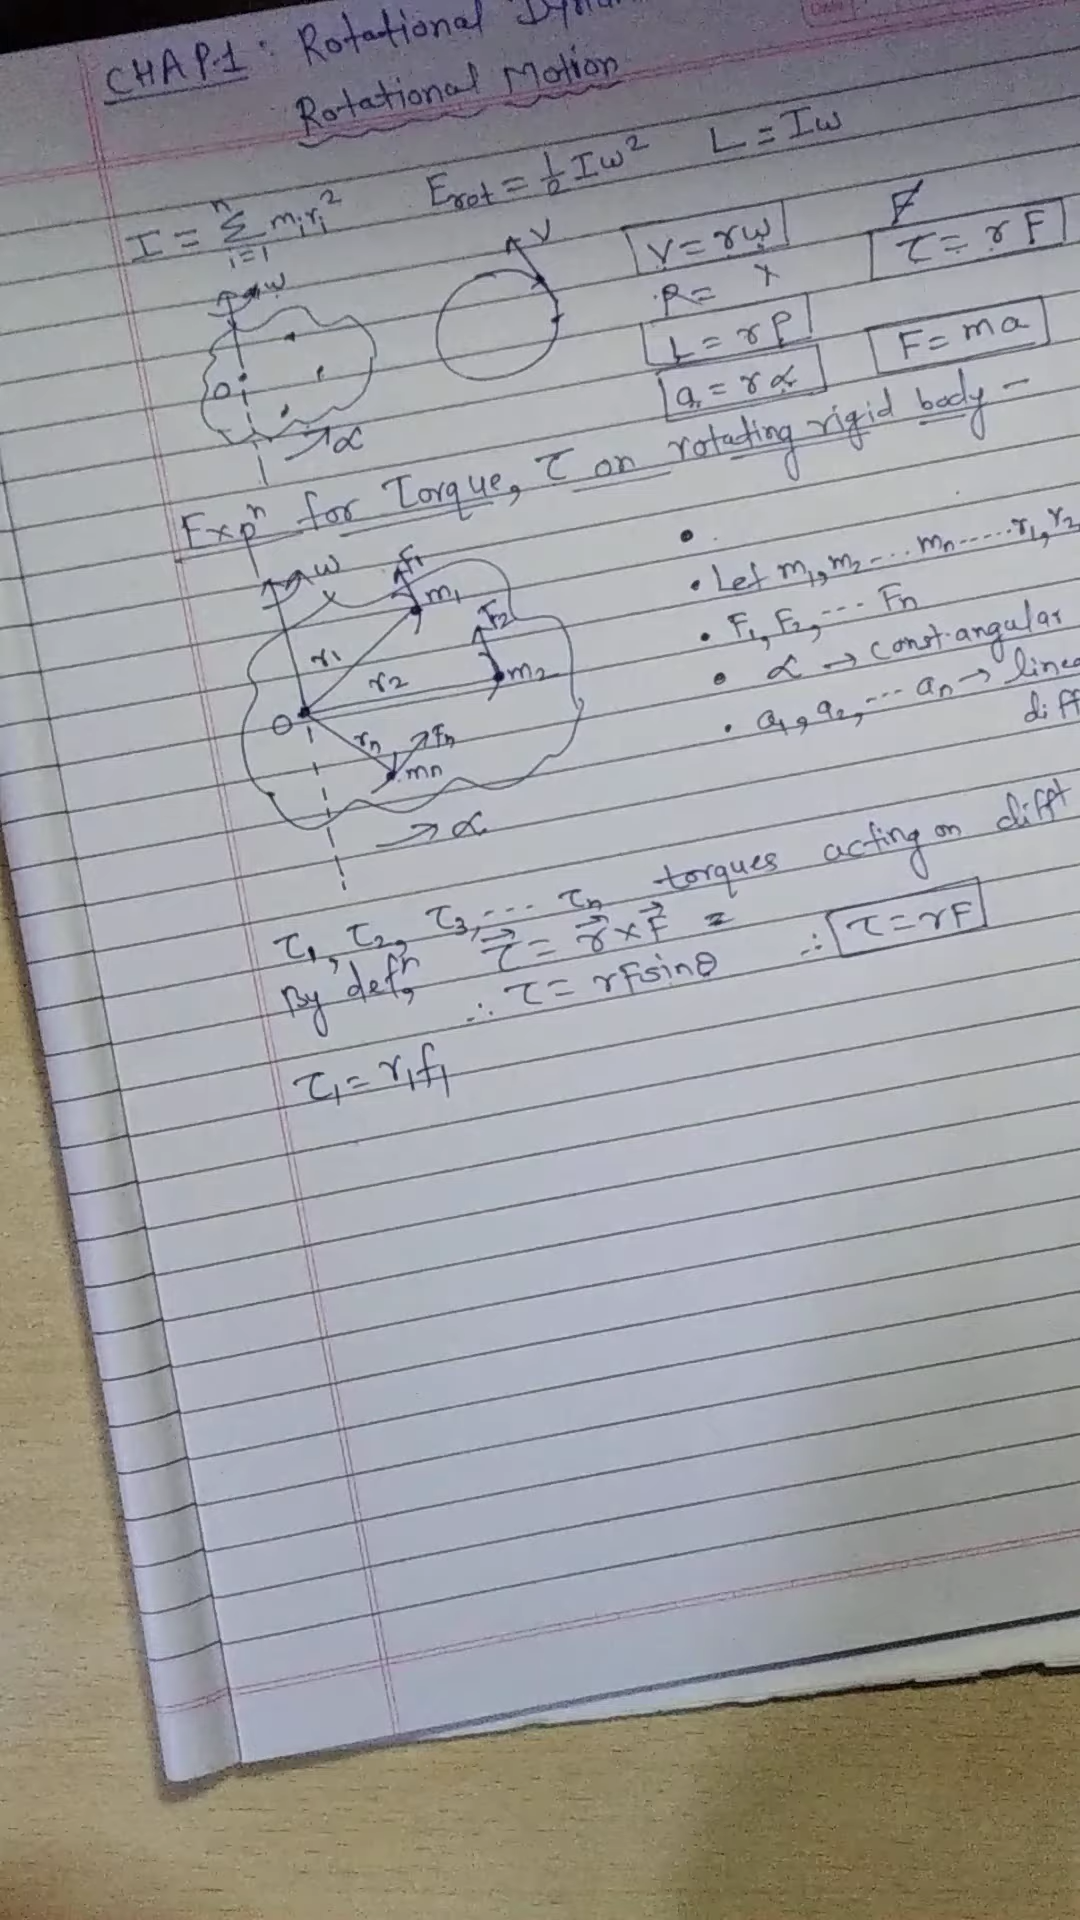 CHAP.1 : Rotational
Rotational Motion
I = Σ mᵢrᵢ² n i=1 Erot = ½ Iω² L = Iω
ω V V = rω F τ = rF
P = X
L = rp F = ma
O α a = rα
Expⁿ for Torque, τ on rotating rigid body –
ω F₁ m₁ F₂ r₁ r₂ m₂ O rₙ Fₙ mₙ α
• Let m₁, m₂ ... mₙ ..... r₁, r₂
• F₁, F₂, ... Fₙ
• α → const. angular
• a₁, a₂, ... aₙ →
diff
τ₁, τ₂, τ₃, ... τₙ torques acting on difft
By defⁿ, τ⃗ = r⃗ × F⃗ =
∴ τ = rF sinθ ∴ τ = rF
τ₁ = r₁f₁